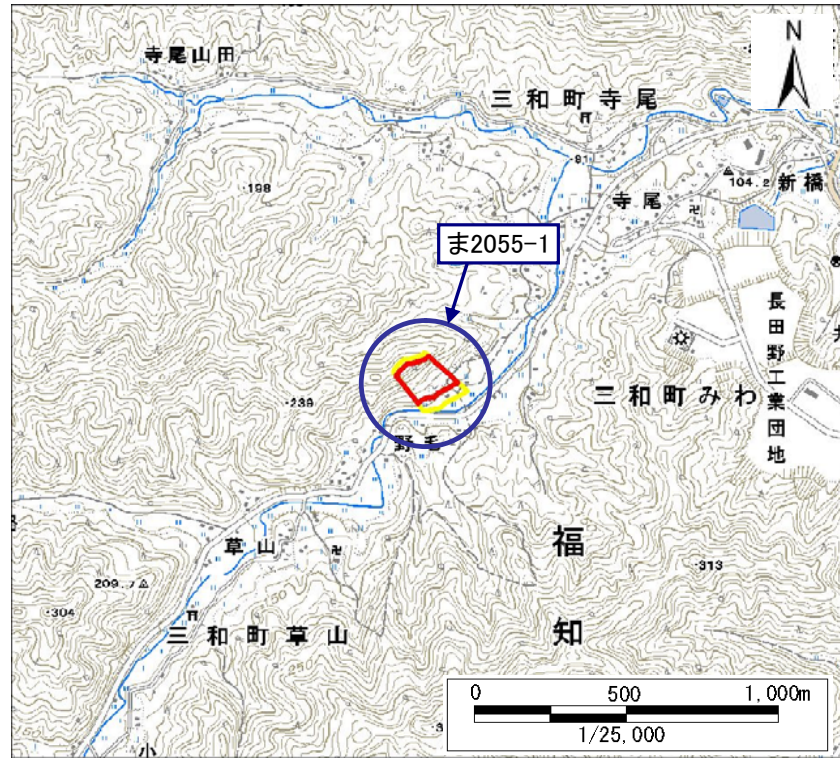 寺尾山田
三和町寺尾
N
・198
・91
104.2
新橋
寺尾
ま2055-1
長田野工業団地
三和町みわ
・239
野毛
福知
草山
209.7
・304
・313
三和町草山
小
0 500 1,000m
1/25,000